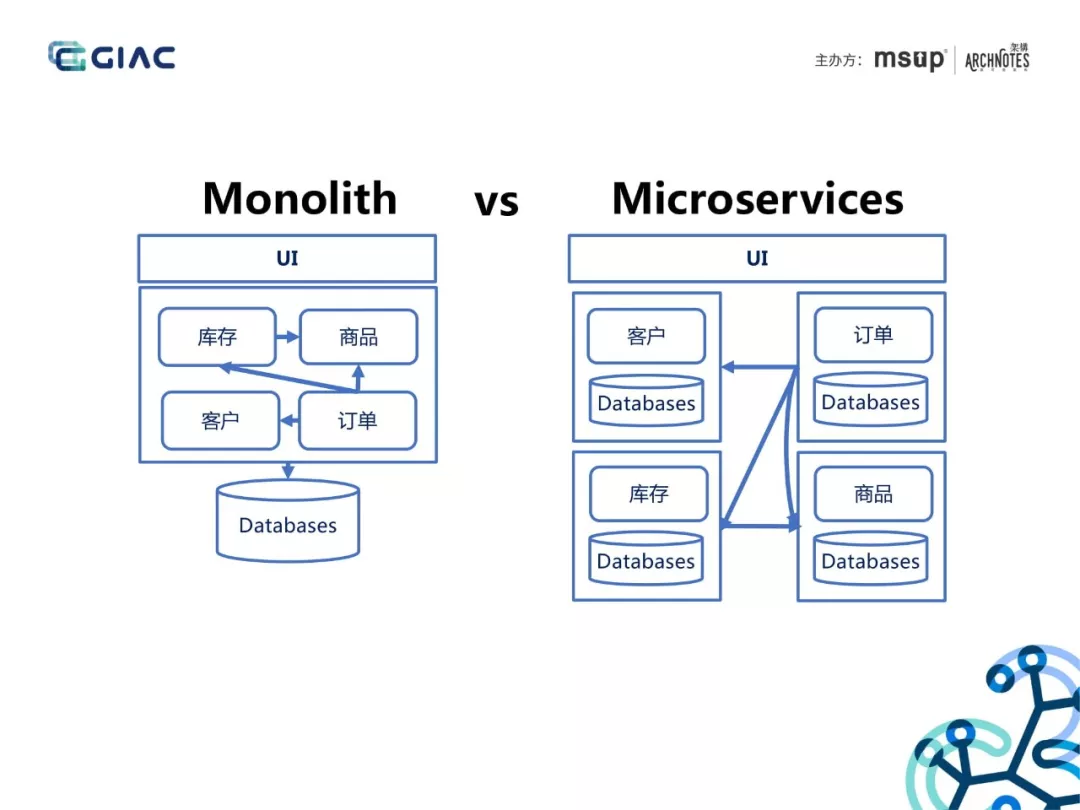 GIAC
主办方：
msup
架構
ARCHNOTES
Monolith vs Microservices
UI
库存
商品
客户
订单
Databases
UI
客户
Databases
订单
Databases
库存
Databases
商品
Databases